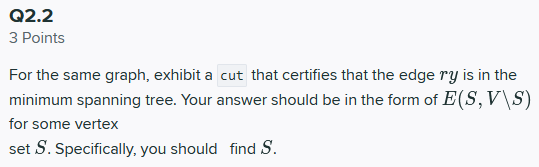 Q2.2
3 Points
For the same graph, exhibit a cut that certifies that the edge ry is in the
minimum spanning tree. Your answer should be in the form of E(S, V\S)
for some vertex
set S. Specifically, you should find S.